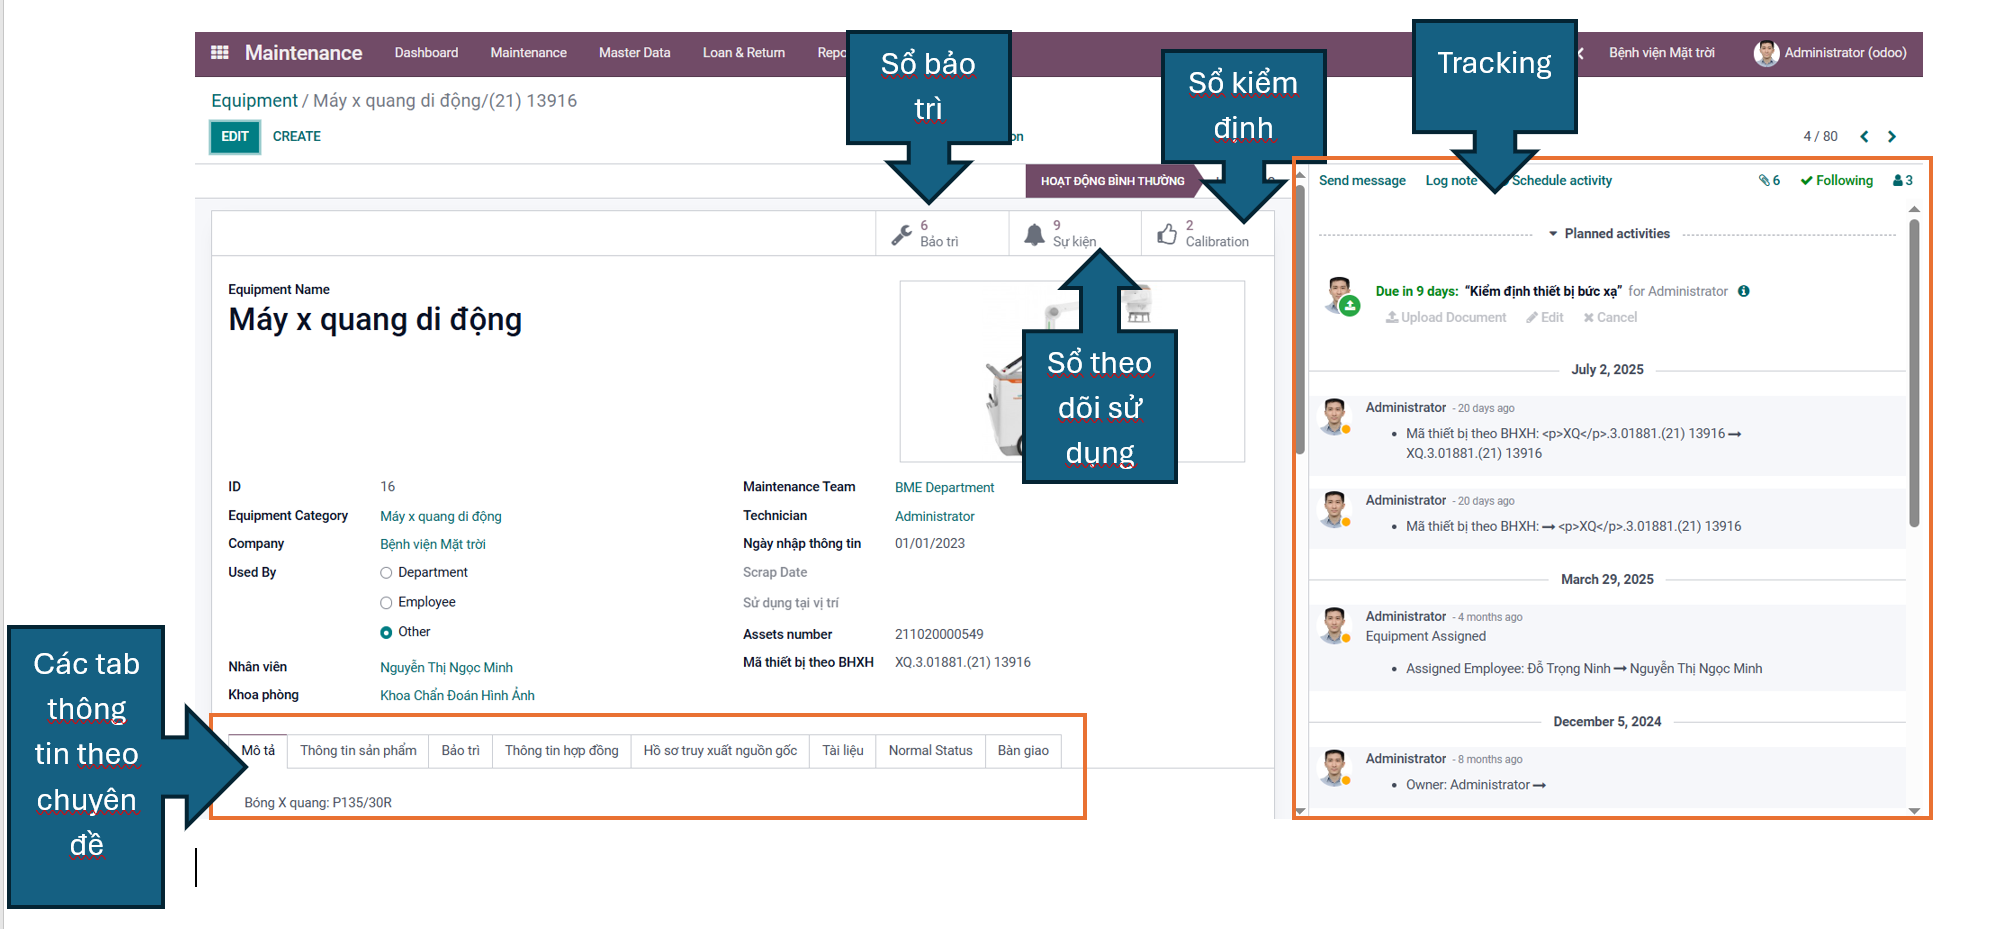 Maintenance Dashboard Maintenance Master Data Loan & Return Repo
Bệnh viện Mặt trời Administrator (odoo)
Sổ bảo
trì
Sổ kiểm
định
Tracking
Equipment / Máy x quang di động/(21) 13916
EDIT CREATE
on
4 / 80
HOẠT ĐỘNG BÌNH THƯỜNG
6
Bảo trì
9
Sự kiện
2
Calibration
Equipment Name
Máy x quang di động
Sổ theo
dõi sử
dụng
ID 16
Equipment Category Máy x quang di động
Company Bệnh viện Mặt trời
Used By Department
Employee
Other
Nhân viên Nguyễn Thị Ngọc Minh
Khoa phòng Khoa Chẩn Đoán Hình Ảnh
Maintenance Team BME Department
Technician Administrator
Ngày nhập thông tin 01/01/2023
Scrap Date
Sử dụng tại vị trí
Assets number 211020000549
Mã thiết bị theo BHXH XQ.3.01881.(21) 13916
Các tab
thông
tin theo
chuyên
đề
Mô tả Thông tin sản phẩm Bảo trì Thông tin hợp đồng Hồ sơ truy xuất nguồn gốc Tài liệu Normal Status Bàn giao
Bóng X quang: P135/30R
Send message Log note Schedule activity 6 Following 3
Planned activities
Due in 9 days: “Kiểm định thiết bị bức xạ” for Administrator
Upload Document Edit Cancel
July 2, 2025
Administrator - 20 days ago
• Mã thiết bị theo BHXH: <p>XQ</p>.3.01881.(21) 13916 →
XQ.3.01881.(21) 13916
Administrator - 20 days ago
• Mã thiết bị theo BHXH: → <p>XQ</p>.3.01881.(21) 13916
March 29, 2025
Administrator - 4 months ago
Equipment Assigned
• Assigned Employee: Đỗ Trọng Ninh → Nguyễn Thị Ngọc Minh
December 5, 2024
Administrator - 8 months ago
• Owner: Administrator →